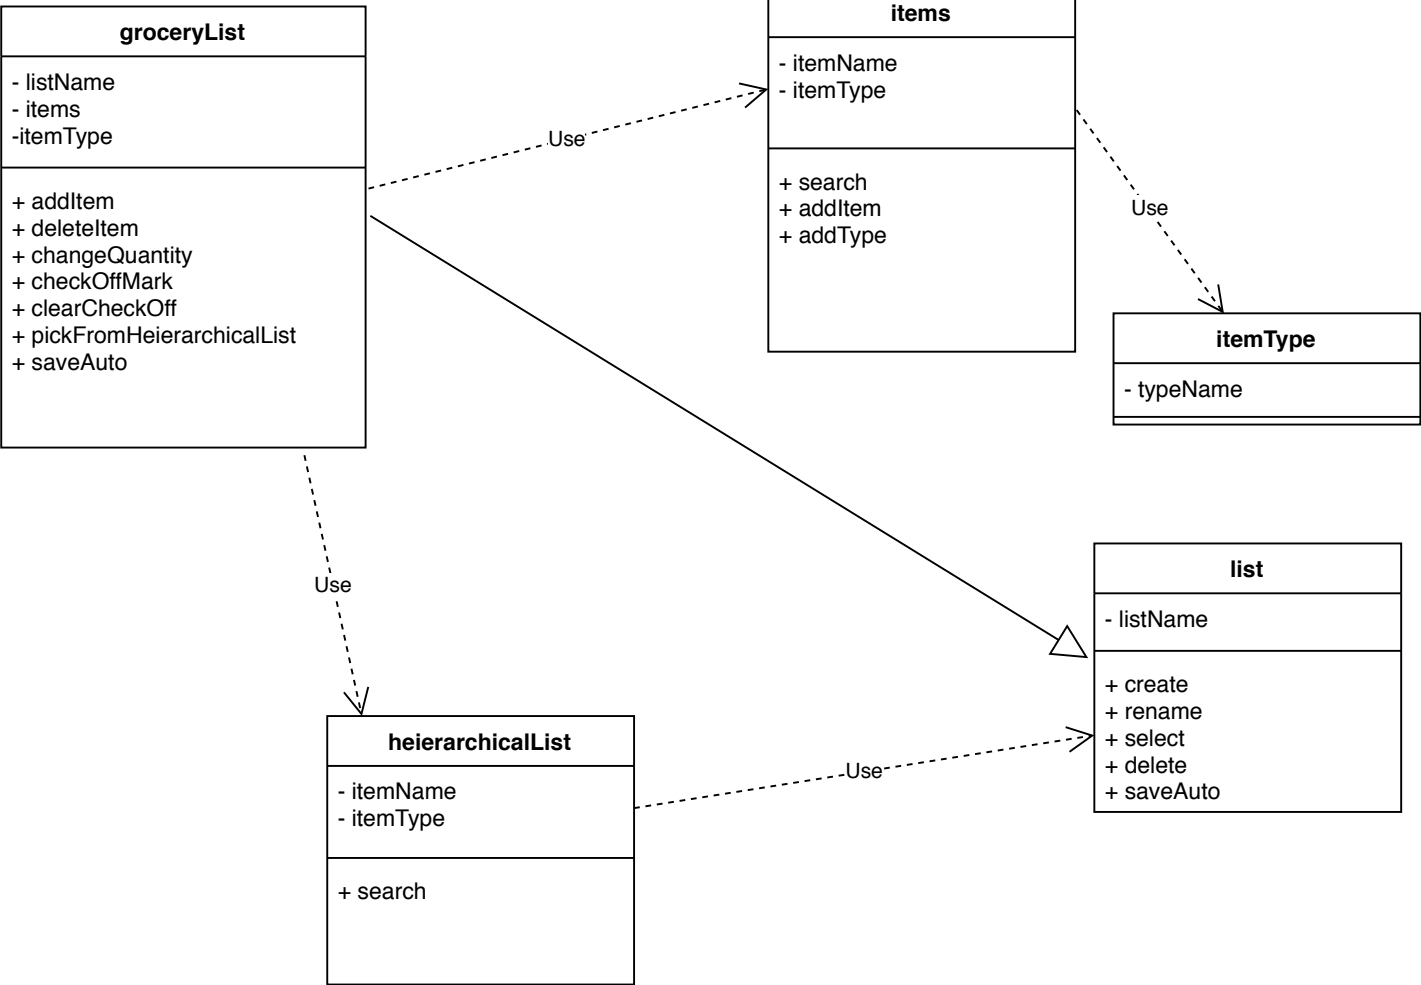 groceryList
- listName
- items
-itemType
+ addItem
+ deleteItem
+ changeQuantity
+ checkOffMark
+ clearCheckOff
+ pickFromHeierarchicalList
+ saveAuto
Use
items
- itemName
- itemType
+ search
+ addItem
+ addType
Use
itemType
- typeName
Use
heierarchicalList
- itemName
- itemType
+ search
Use
list
- listName
+ create
+ rename
+ select
+ delete
+ saveAuto